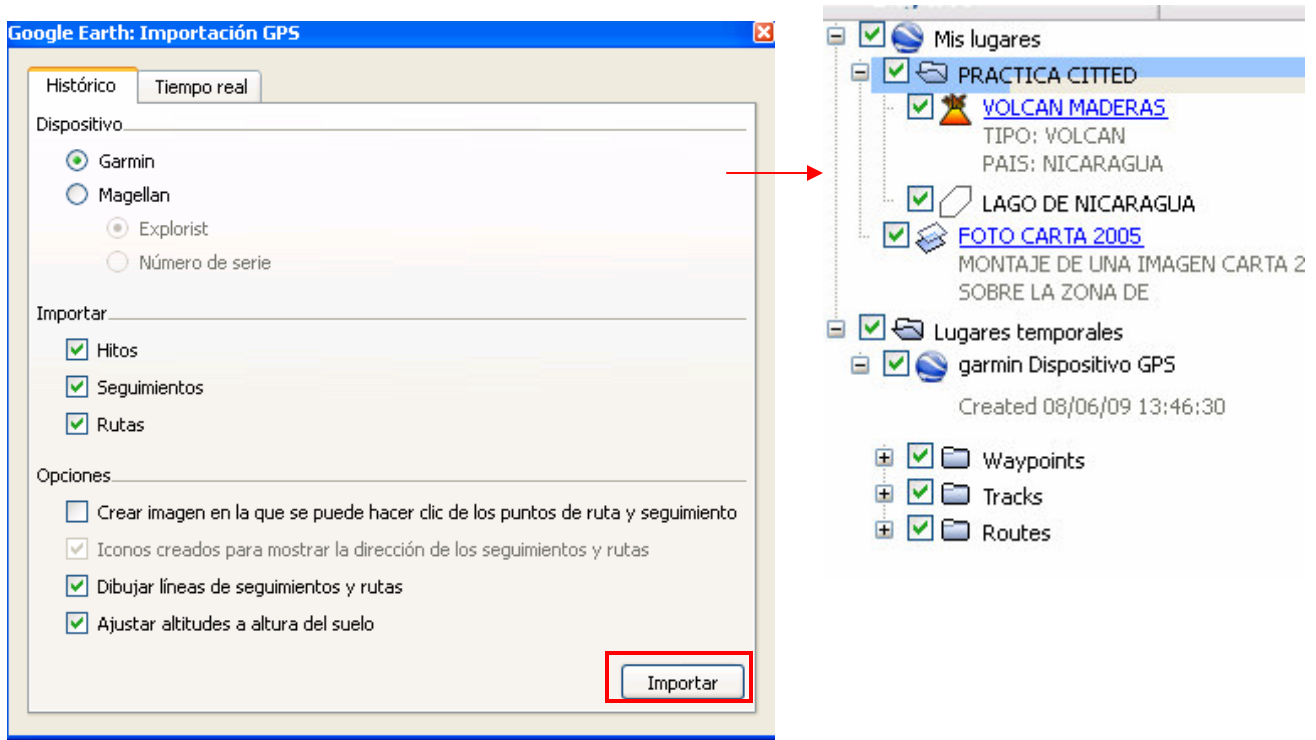 Google Earth: Importación GPS
Histórico
Tiempo real
Dispositivo
Garmin
Magellan
Explorist
Número de serie
Importar
Hitos
Seguimientos
Rutas
Opciones
Crear imagen en la que se puede hacer clic de los puntos de ruta y seguimiento
Iconos creados para mostrar la dirección de los seguimientos y rutas
Dibujar líneas de seguimientos y rutas
Ajustar altitudes a altura del suelo
Importar
Mis lugares
PRACTICA CITTED
VOLCAN MADERAS
TIPO: VOLCAN
PAIS: NICARAGUA
LAGO DE NICARAGUA
FOTO CARTA 2005
MONTAJE DE UNA IMAGEN CARTA 2
SOBRE LA ZONA DE
Lugares temporales
garmin Dispositivo GPS
Created 08/06/09 13:46:30
Waypoints
Tracks
Routes